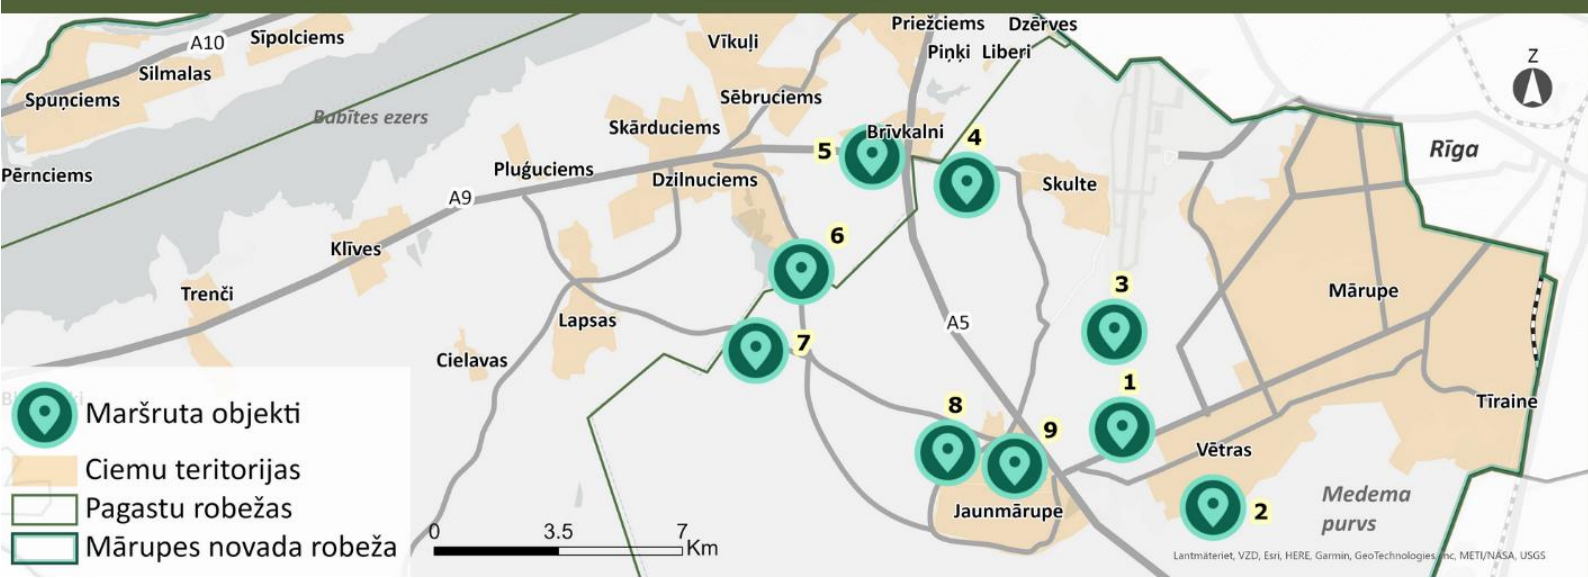 Priežciems Dzērves
A10 Sīpolciems
Vīkuļi
Piņķi Liberi
Z
Silmalas
Spuņciems
Sēbruciems
Babītes ezers
Skārduciems
Brīvkalni
4
5
Rīga
Pērnciems
Pluģuciems
Dzilnuciems
Skulte
A9
Klīves
6
3
Trenči
Mārupe
Lapsas
A5
7
Cielavas
1
Maršruta objekti
8
Tīraine
9
Vētras
Ciemu teritorijas
Medema
purvs
Pagastu robežas
Jaunmārupe
2
0 3.5 7
Km
Mārupes novada robeža
Lantmäteriet, VZD, Esri, HERE, Garmin, GeoTechnologies, Inc, METI/NASA, USGS